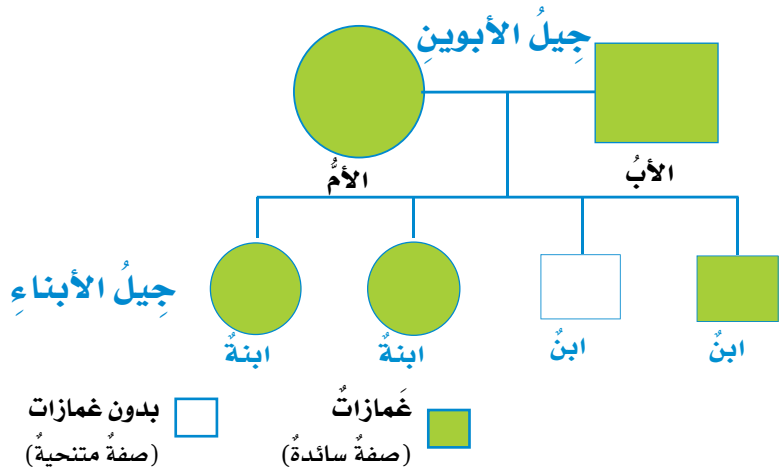 جِيلُ الأبوينِ
الأبُ
الأمُّ
جِيلُ الأبناءِ
ابنٌ
ابنٌ
ابنةٌ
ابنةٌ
غَمازاتٌ
(صفةٌ سائدةٌ)
بدون غمازات
(صفةٌ متنحيةٌ)